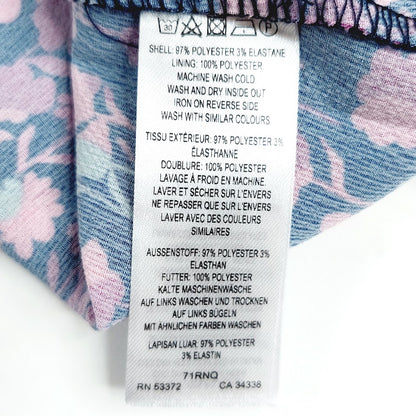 30
P
SHELL: 97% POLYESTER 3% ELASTANE
LINING: 100% POLYESTER
MACHINE WASH COLD
WASH AND DRY INSIDE OUT
IRON ON REVERSE SIDE
WASH WITH SIMILAR COLOURS
TISSU EXTÉRIEUR: 97% POLYESTER 3%
ÉLASTHANNE
DOUBLURE: 100% POLYESTER
LAVAGE À FROID EN MACHINE.
LAVER ET SÉCHER SUR L'ENVERS
NE REPASSER QUE SUR L'ENVERS
LAVER AVEC DES COULEURS
SIMILAIRES
AUSSENSTOFF: 97% POLYESTER 3%
ELASTHAN
FUTTER: 100% POLYESTER
KALTE MASCHINENWÄSCHE
AUF LINKS WASCHEN UND TROCKNEN
AUF LINKS BÜGELN
MIT ÄHNLICHEN FARBEN WASCHEN
LAPISAN LUAR: 97% POLYESTER
3% ELASTIN
71RNQ
RN 53372 CA 34338